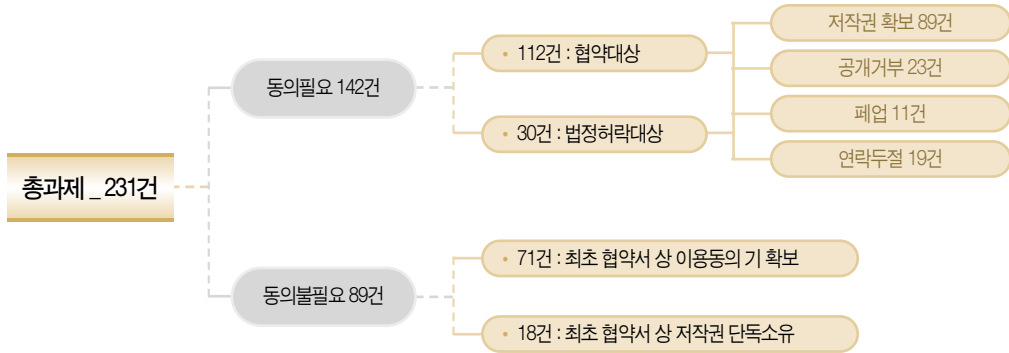 총과제 _ 231건
동의필요 142건
• 112건 : 협약대상
저작권 확보 89건
공개거부 23건
• 30건 : 법정허락대상
폐업 11건
연락두절 19건
동의불필요 89건
• 71건 : 최초 협약서 상 이용동의 기 확보
• 18건 : 최초 협약서 상 저작권 단독소유